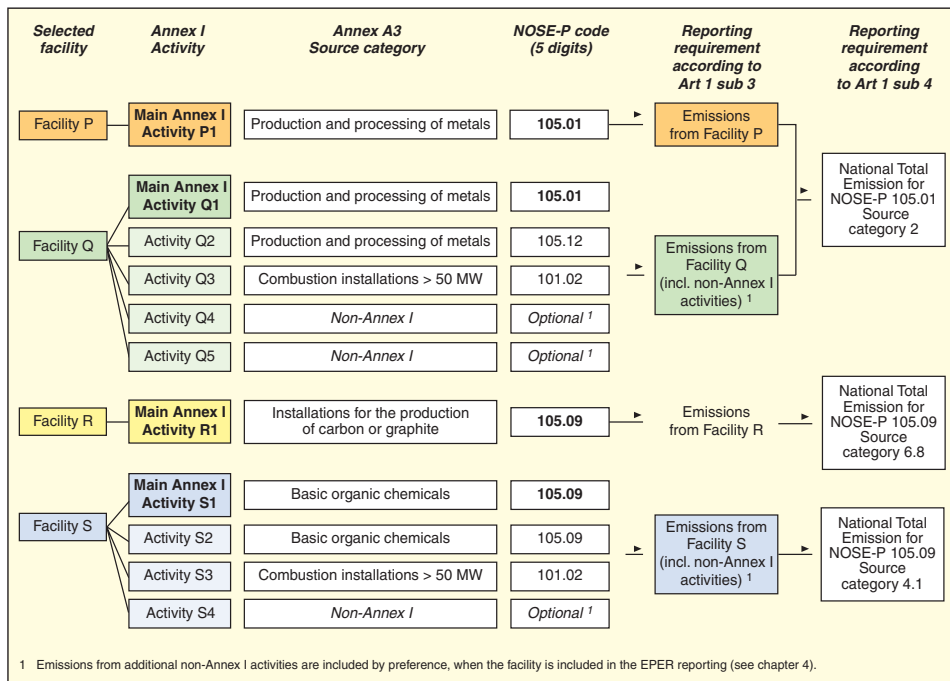 Selected
facility
Annex I
Activity
Annex A3
Source category
NOSE-P code
(5 digits)
Reporting
requirement
according to
Art 1 sub 3
Reporting
requirement
according
to Art 1 sub 4
Facility P
Main Annex I
Activity P1
Production and processing of metals
105.01
Emissions
from Facility P
National Total
Emission for
NOSE-P 105.01
Source
category 2
Facility Q
Main Annex I
Activity Q1
Production and processing of metals
105.01
Activity Q2
Production and processing of metals
105.12
Activity Q3
Combustion installations > 50 MW
101.02
Activity Q4
Non-Annex I
Optional 1
Activity Q5
Non-Annex I
Optional 1
Emissions from
Facility Q
(incl. non-Annex I
activities) 1
Facility R
Main Annex I
Activity R1
Installations for the production
of carbon or graphite
105.09
Emissions
from Facility R
National Total
Emission for
NOSE-P 105.09
Source
category 6.8
Facility S
Main Annex I
Activity S1
Basic organic chemicals
105.09
Activity S2
Basic organic chemicals
105.09
Activity S3
Combustion installations > 50 MW
101.02
Activity S4
Non-Annex I
Optional 1
Emissions from
Facility S
(incl. non-Annex I
activities) 1
National Total
Emission for
NOSE-P 105.09
Source
category 4.1
1 Emissions from additional non-Annex I activities are included by preference, when the facility is included in the EPER reporting (see chapter 4).